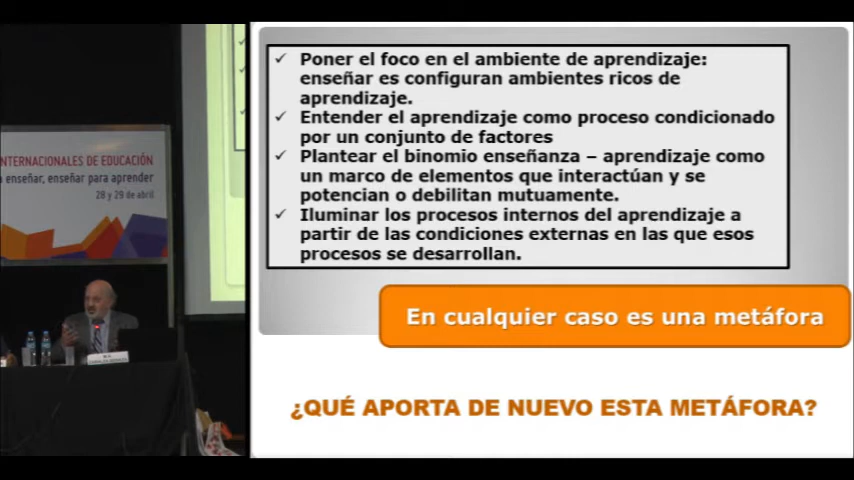 NTERNACIONALES DE EDUCACIÓN
enseñar, enseñar para aprender
28 y 29 de abril
✓ Poner el foco en el ambiente de aprendizaje:
enseñar es configuran ambientes ricos de
aprendizaje.
✓ Entender el aprendizaje como proceso condicionado
por un conjunto de factores
✓ Plantear el binomio enseñanza – aprendizaje como
un marco de elementos que interactúan y se
potencian o debilitan mutuamente.
✓ Iluminar los procesos internos del aprendizaje a
partir de las condiciones externas en las que esos
procesos se desarrollan.
En cualquier caso es una metáfora
¿QUÉ APORTA DE NUEVO ESTA METÁFORA?